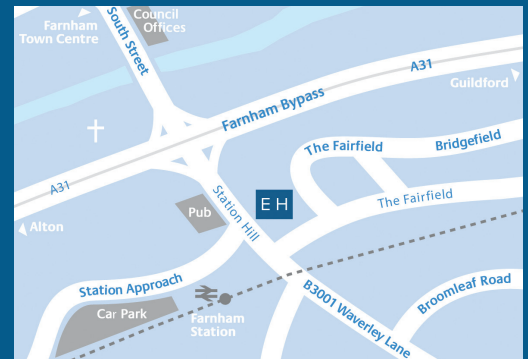 Farnham
Town Centre
Council
Offices
South Street
A31
Guildford
Farnham Bypass
The Fairfield
Bridgefield
A31
The Fairfield
EH
Pub
Station Hill
Alton
Station Approach
Car Park
Farnham
Station
B3001 Waverley Lane
Broomleaf Road